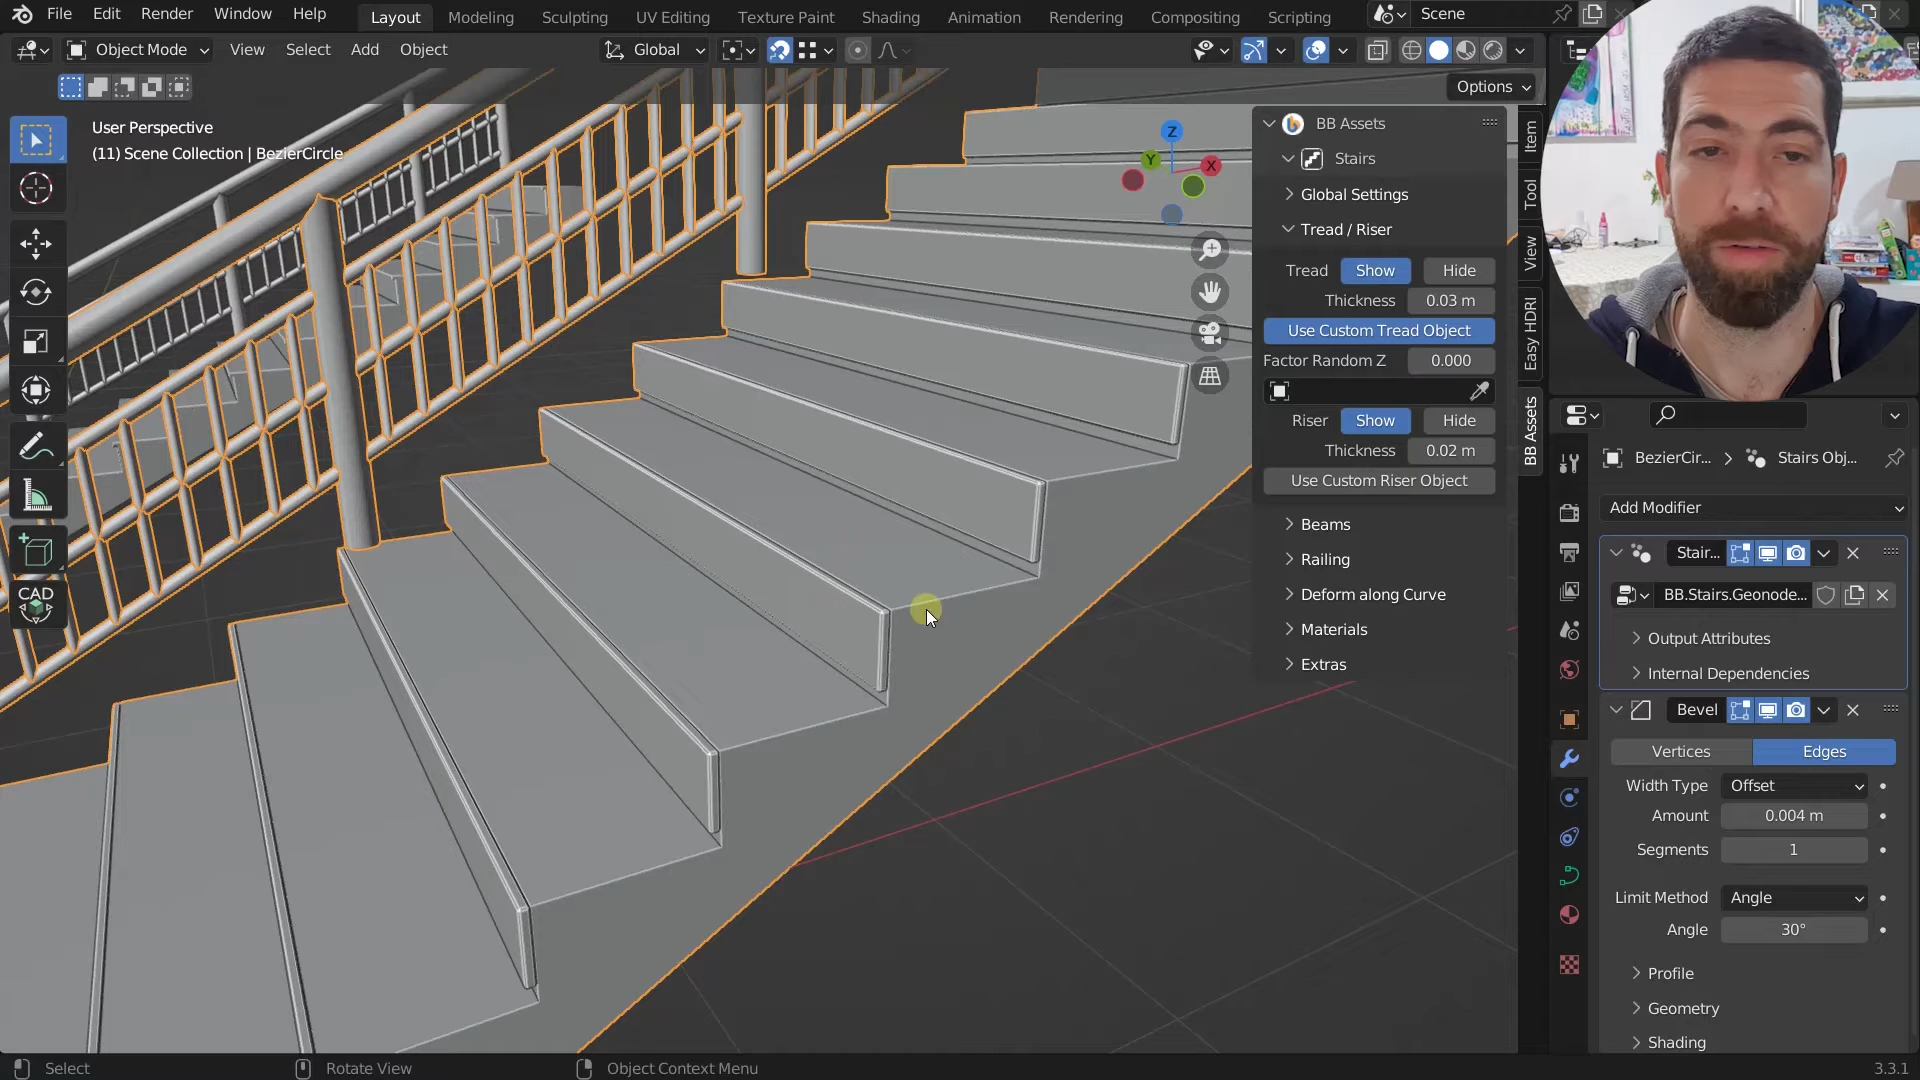 File Edit Render Window Help Layout Modeling Sculpting UV Editing Texture Paint Shading Animation Rendering Compositing Scripting Scene
Object Mode View Select Add Object Global
Options
User Perspective
(11) Scene Collection | BezierCircle
CAD
Z
Y
X
BB Assets
Stairs
Global Settings
Tread / Riser
Tread Show Hide
Thickness 0.03 m
Use Custom Tread Object
Factor Random Z 0.000
Riser Show Hide
Thickness 0.02 m
Use Custom Riser Object
Beams
Railing
Deform along Curve
Materials
Extras
Item
Tool
View
Easy HDRI
BB Assets
BezierCir... Stairs Obj...
Add Modifier
Stair...
BB.Stairs.Geonode...
Output Attributes
Internal Dependencies
Bevel
Vertices Edges
Width Type Offset
Amount 0.004 m
Segments 1
Limit Method Angle
Angle 30°
Profile
Geometry
Shading
Select Rotate View Object Context Menu 3.3.1